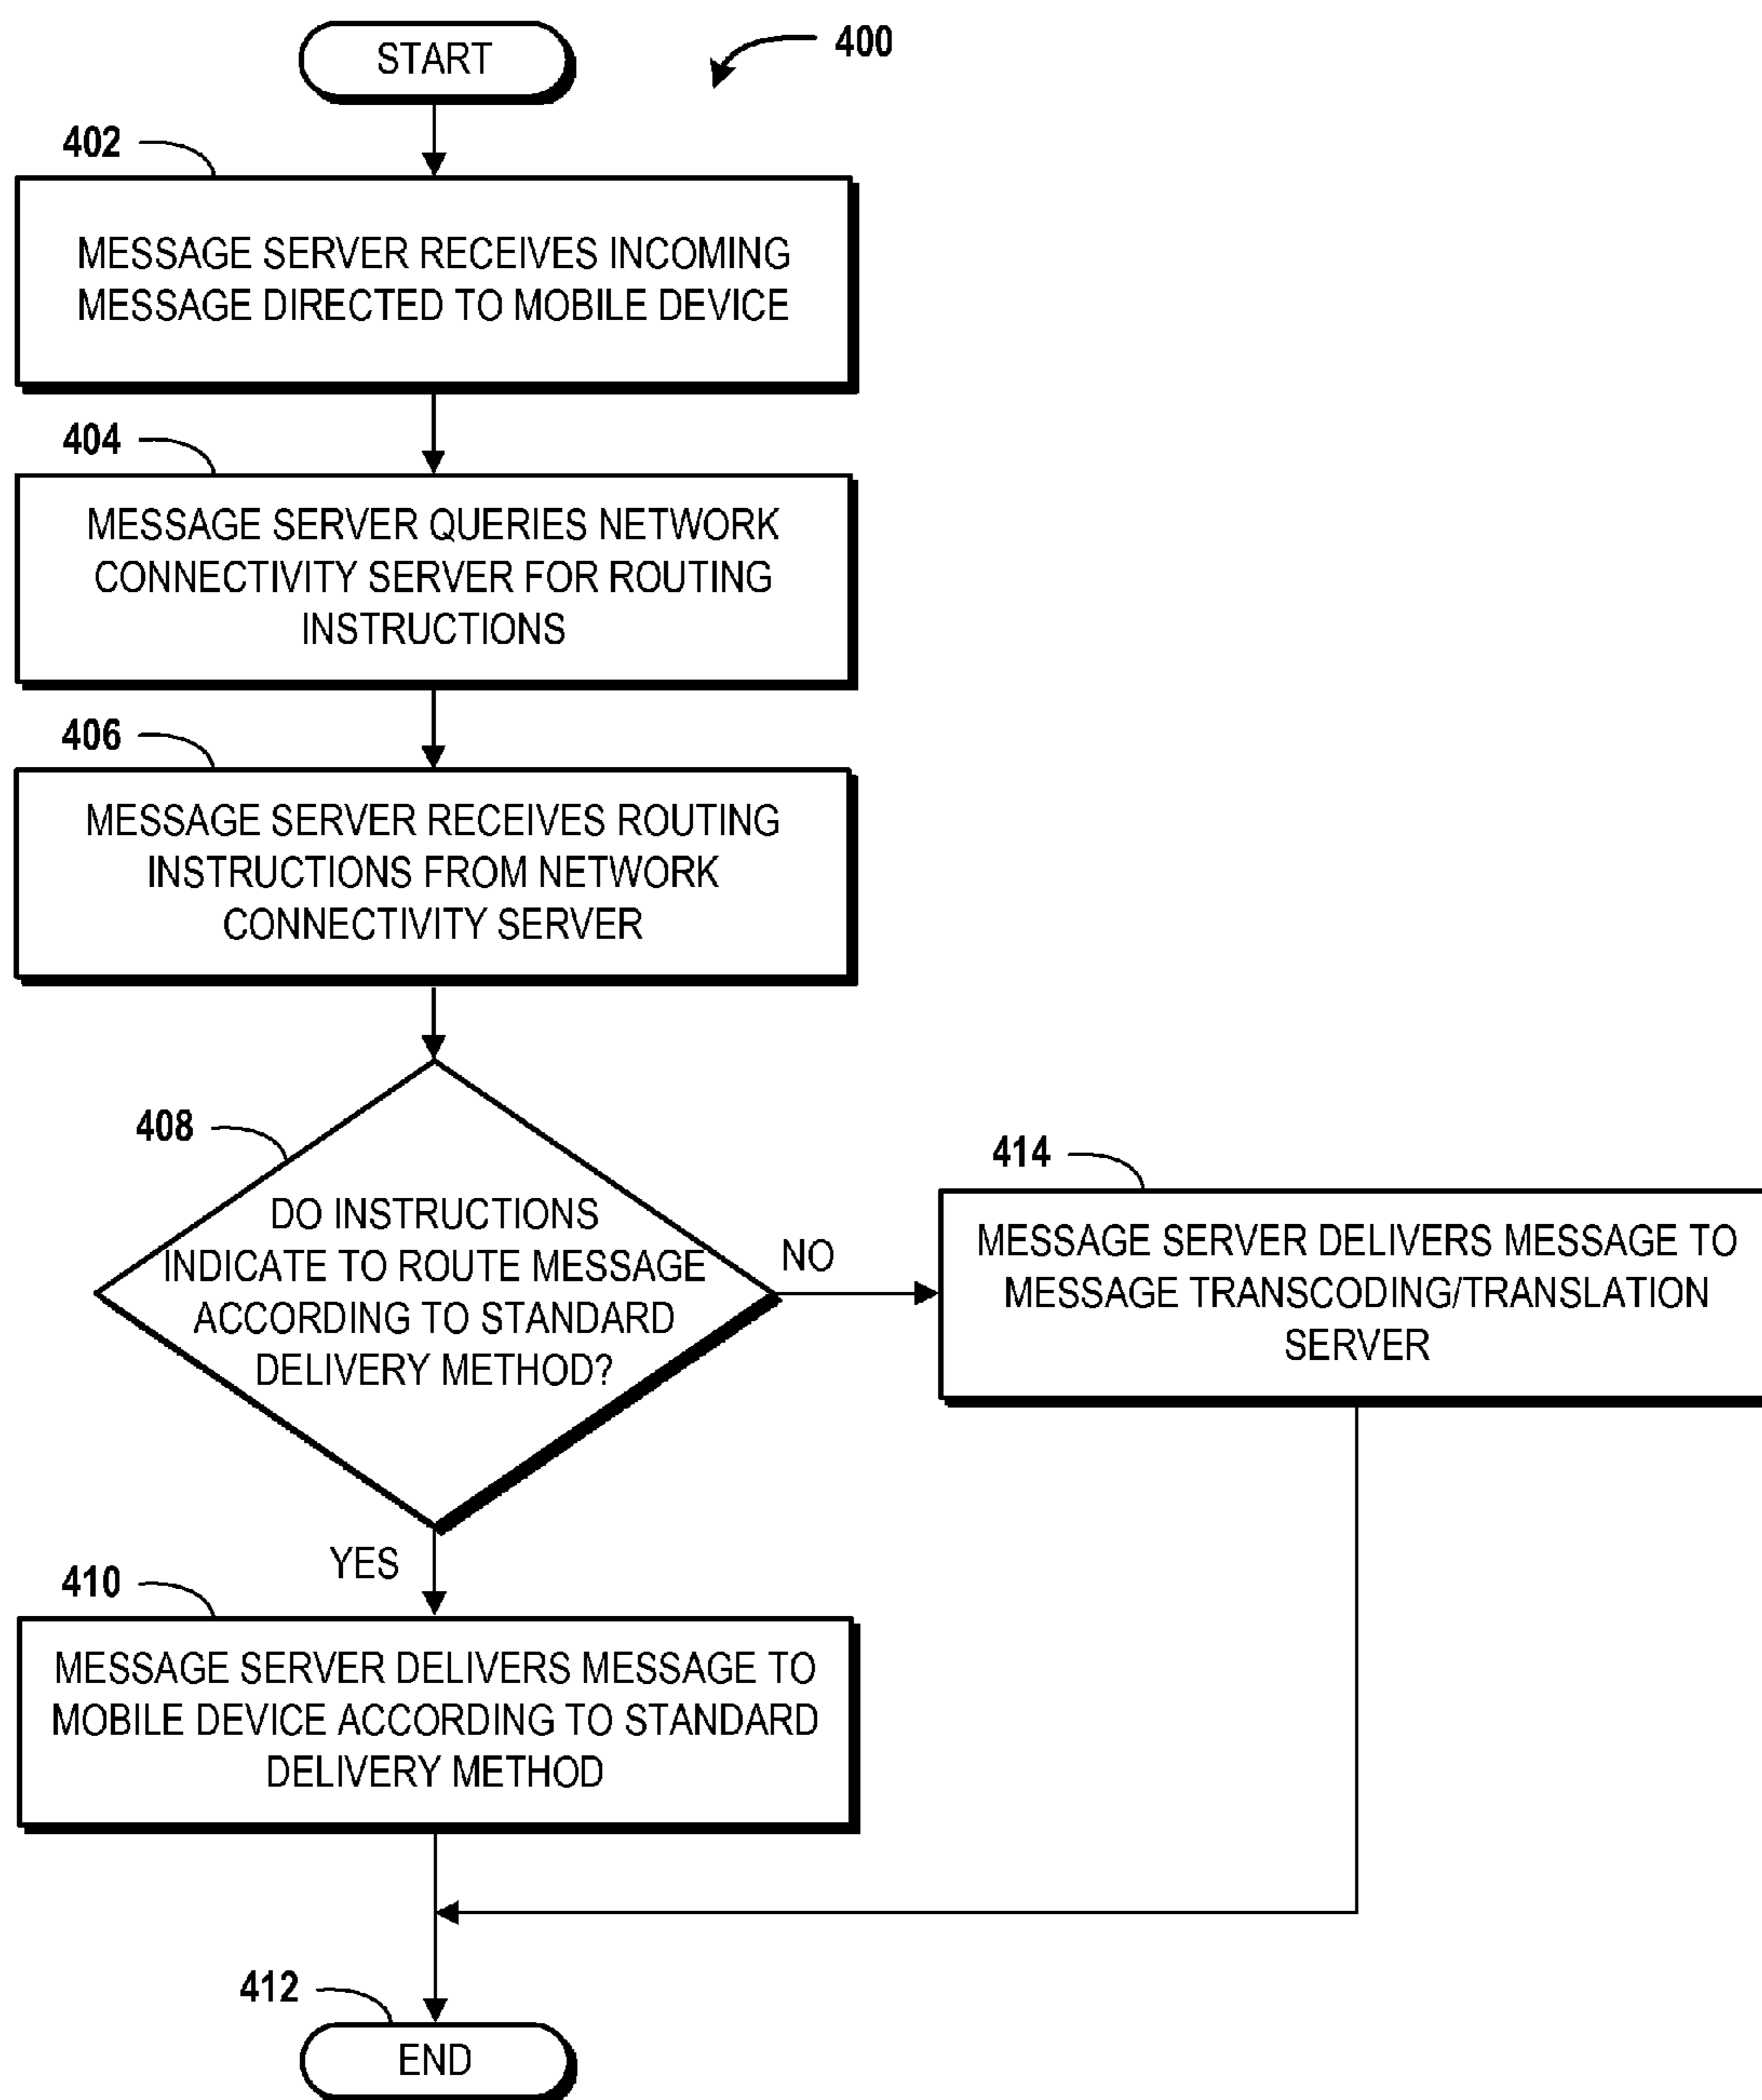 START
400
402
MESSAGE SERVER RECEIVES INCOMING
MESSAGE DIRECTED TO MOBILE DEVICE
404
MESSAGE SERVER QUERIES NETWORK
CONNECTIVITY SERVER FOR ROUTING
INSTRUCTIONS
406
MESSAGE SERVER RECEIVES ROUTING
INSTRUCTIONS FROM NETWORK
CONNECTIVITY SERVER
408
DO INSTRUCTIONS
INDICATE TO ROUTE MESSAGE
ACCORDING TO STANDARD
DELIVERY METHOD?
NO
414
MESSAGE SERVER DELIVERS MESSAGE TO
MESSAGE TRANSCODING/TRANSLATION
SERVER
YES
410
MESSAGE SERVER DELIVERS MESSAGE TO
MOBILE DEVICE ACCORDING TO STANDARD
DELIVERY METHOD
412
END